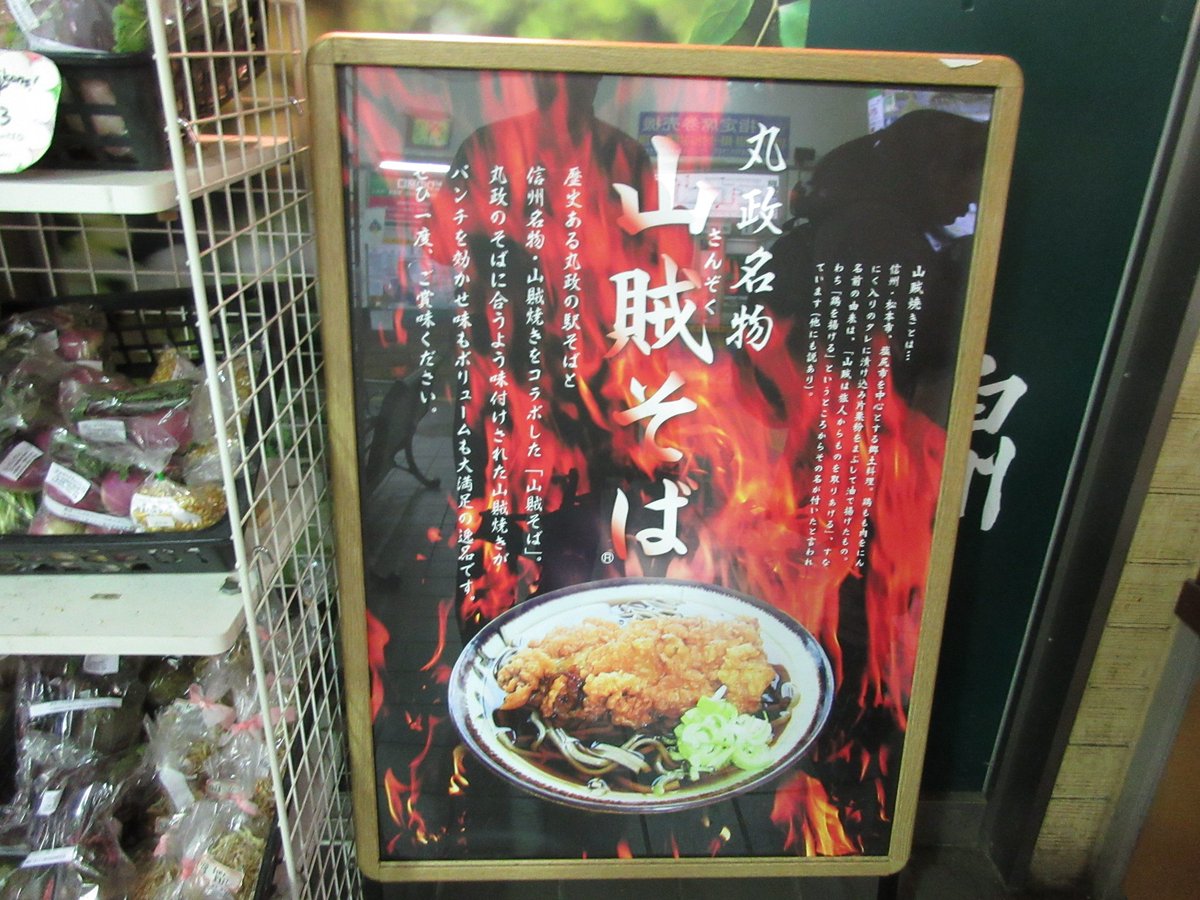 丸政名物
山賊そば
さんぞく
山賊焼きとは…
信州・松本市、塩尻市を中心とする郷土料理。鶏もも肉をにん
にく入りのタレに漬け込み片栗粉をまぶして油で揚げたもの。
名前の由来は、「山賊は旅人からものを取りあげる」、すな
わち「鶏を揚げる」というところからその名が付いたと言われ
ています(他にも説あり)。
歴史ある丸政の駅そばと
信州名物・山賊焼きをコラボした「山賊そば」。
丸政のそばに合うよう味付けされた山賊焼きが
パンチを効かせ味もボリュームも大満足の逸品です。
ぜひ一度、ご賞味ください。